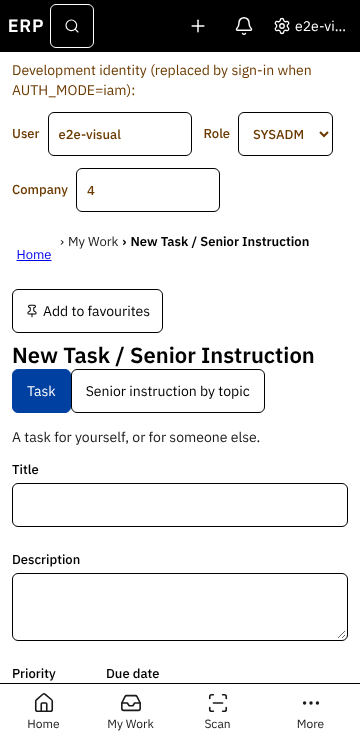 ERP e2e-vi...
Development identity (replaced by sign-in when
AUTH_MODE=iam):
User e2e-visual Role SYSADM
Company 4
Home › My Work › New Task / Senior Instruction
Add to favourites
New Task / Senior Instruction
Task Senior instruction by topic
A task for yourself, or for someone else.
Title
Description
Priority Due date
Home My Work Scan More